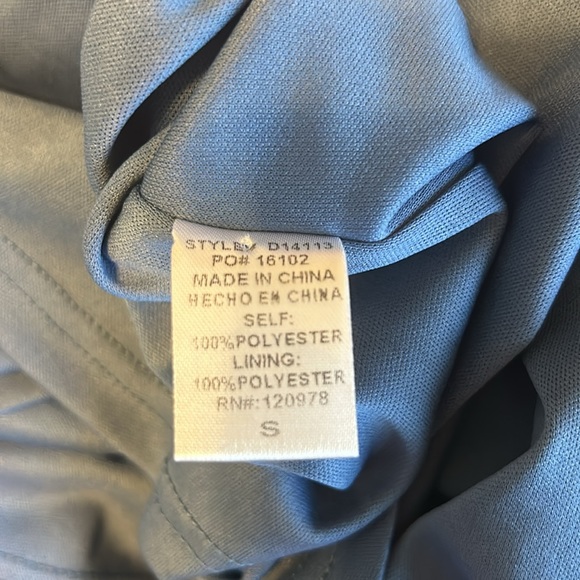 STYLE# D14113
PO# 16102
MADE IN CHINA
HECHO EN CHINA
SELF:
100%POLYESTER
LINING:
100%POLYESTER
RN#:120978
S